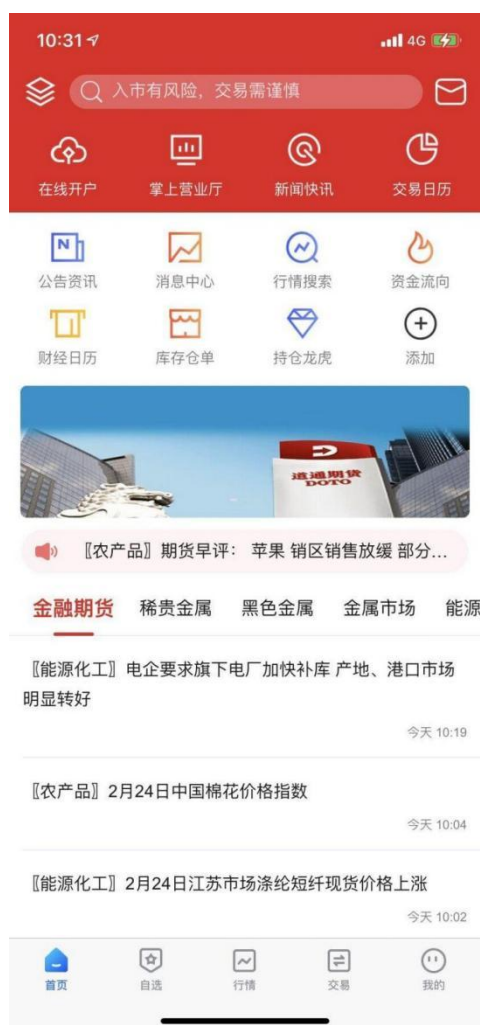 10:31
4G
入市有风险，交易需谨慎
在线开户 掌上营业厅 新闻快讯 交易日历
N
公告资讯 消息中心 行情搜索 资金流向
财经日历 库存仓单 持仓龙虎 添加
道通期货
DOTO
〖农产品〗期货早评： 苹果 销区销售放缓 部分...
金融期货 稀贵金属 黑色金属 金属市场 能源
〖能源化工〗电企要求旗下电厂加快补库 产地、港口市场
明显转好
今天 10:19
〖农产品〗2月24日中国棉花价格指数
今天 10:04
〖能源化工〗2月24日江苏市场涤纶短纤现货价格上涨
今天 10:02
首页 自选 行情 交易 我的